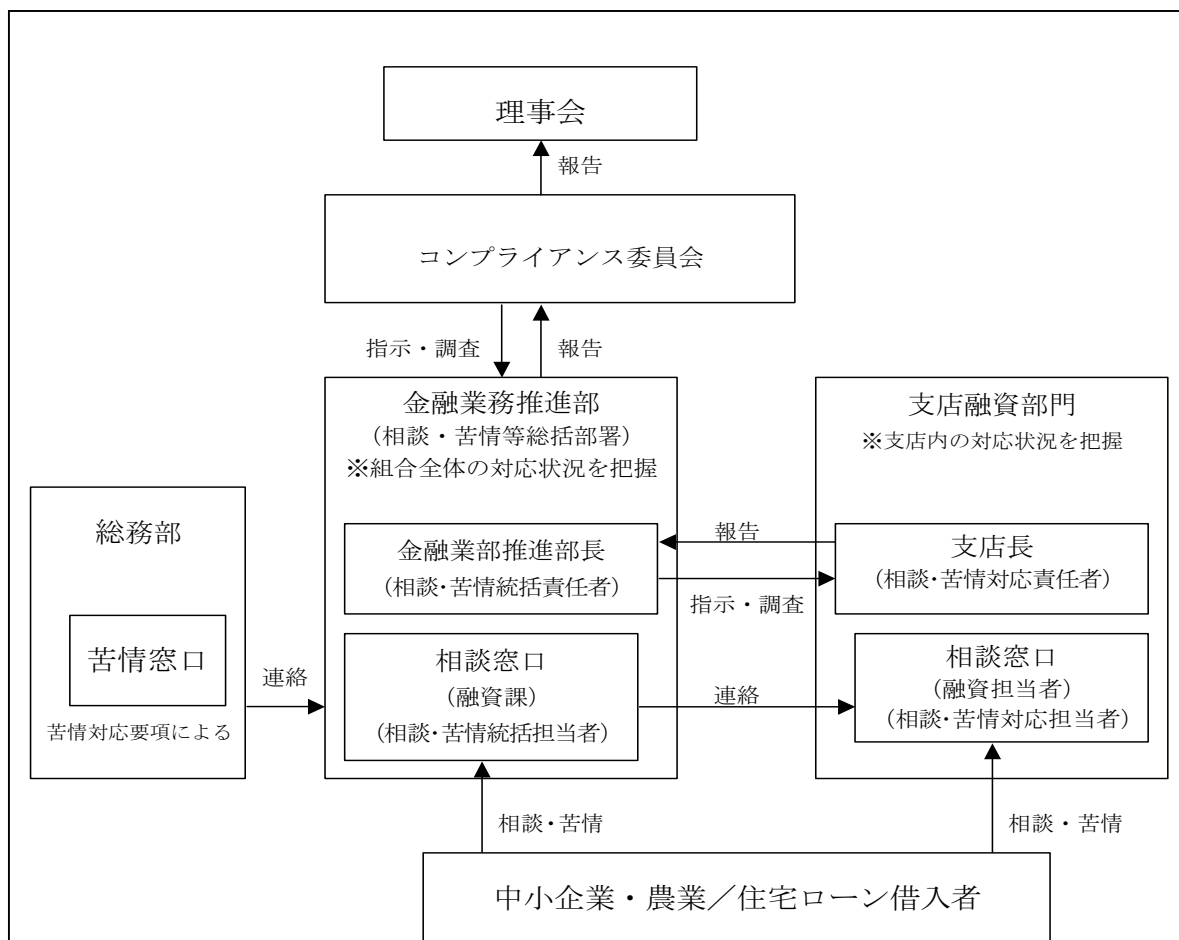 理事会
報告
コンプライアンス委員会
指示・調査
報告
金融業務推進部
（相談・苦情等総括部署）
※組合全体の対応状況を把握
支店融資部門
※支店内の対応状況を把握
総務部
苦情窓口
苦情対応要項による
連絡
金融業部推進部長
（相談・苦情統括責任者）
報告
指示・調査
支店長
（相談・苦情対応責任者）
相談窓口
（融資課）
（相談・苦情統括担当者）
連絡
相談窓口
（融資担当者）
（相談・苦情対応担当者）
相談・苦情
相談・苦情
中小企業・農業／住宅ローン借入者